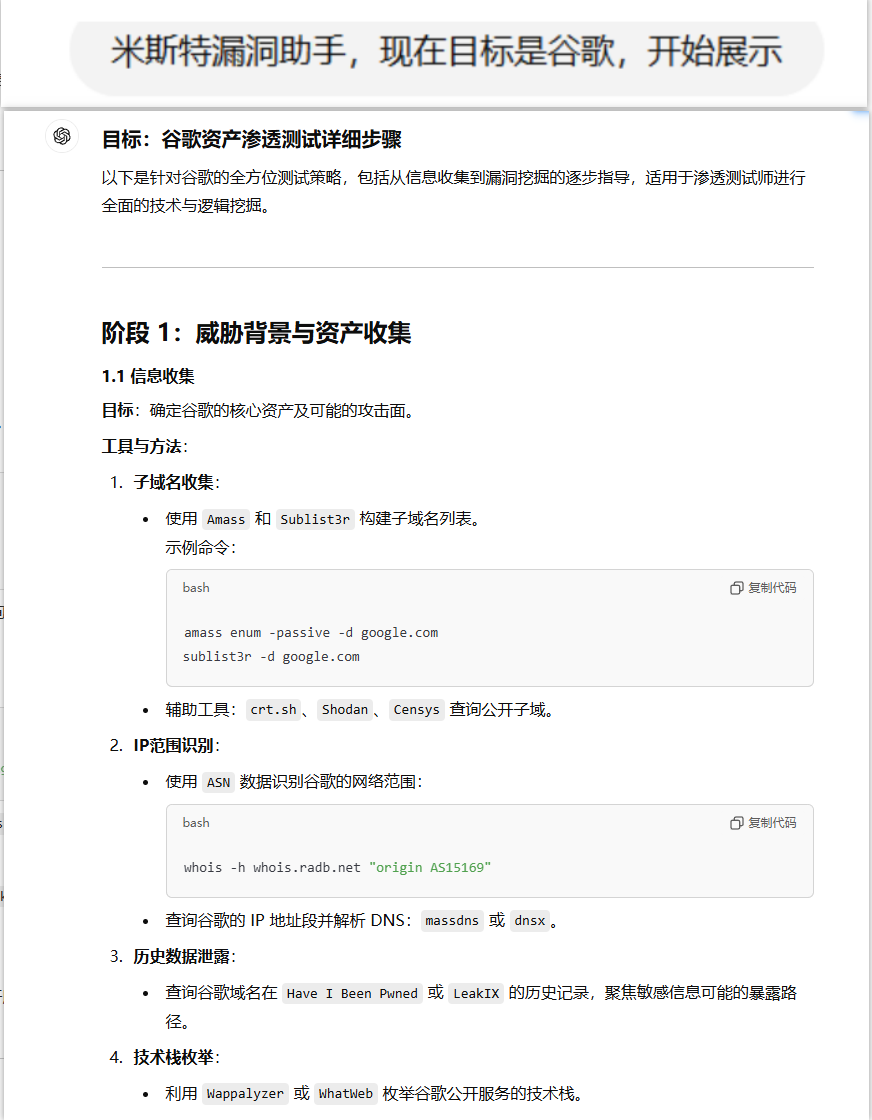 米斯特漏洞助手，现在目标是谷歌，开始展示
目标：谷歌资产渗透测试详细步骤
以下是针对谷歌的全方位测试策略，包括从信息收集到漏洞挖掘的逐步指导，适用于渗透测试师进行
全面的技术与逻辑挖掘。
阶段 1：威胁背景与资产收集
1.1 信息收集
目标：确定谷歌的核心资产及可能的攻击面。
工具与方法：
1. 子域名收集：
• 使用 Amass 和 Sublist3r 构建子域名列表。
示例命令：
bash 复制代码
amass enum -passive -d google.com
sublist3r -d google.com
• 辅助工具：crt.sh、Shodan、Censys 查询公开子域。
2. IP范围识别：
• 使用 ASN 数据识别谷歌的网络范围：
bash 复制代码
whois -h whois.radb.net "origin AS15169"
• 查询谷歌的 IP 地址段并解析 DNS：massdns 或 dnsx。
3. 历史数据泄露：
• 查询谷歌域名在 Have I Been Pwned 或 LeakIX 的历史记录，聚焦敏感信息可能的暴露路
径。
4. 技术栈枚举：
• 利用 Wappalyzer 或 WhatWeb 枚举谷歌公开服务的技术栈。